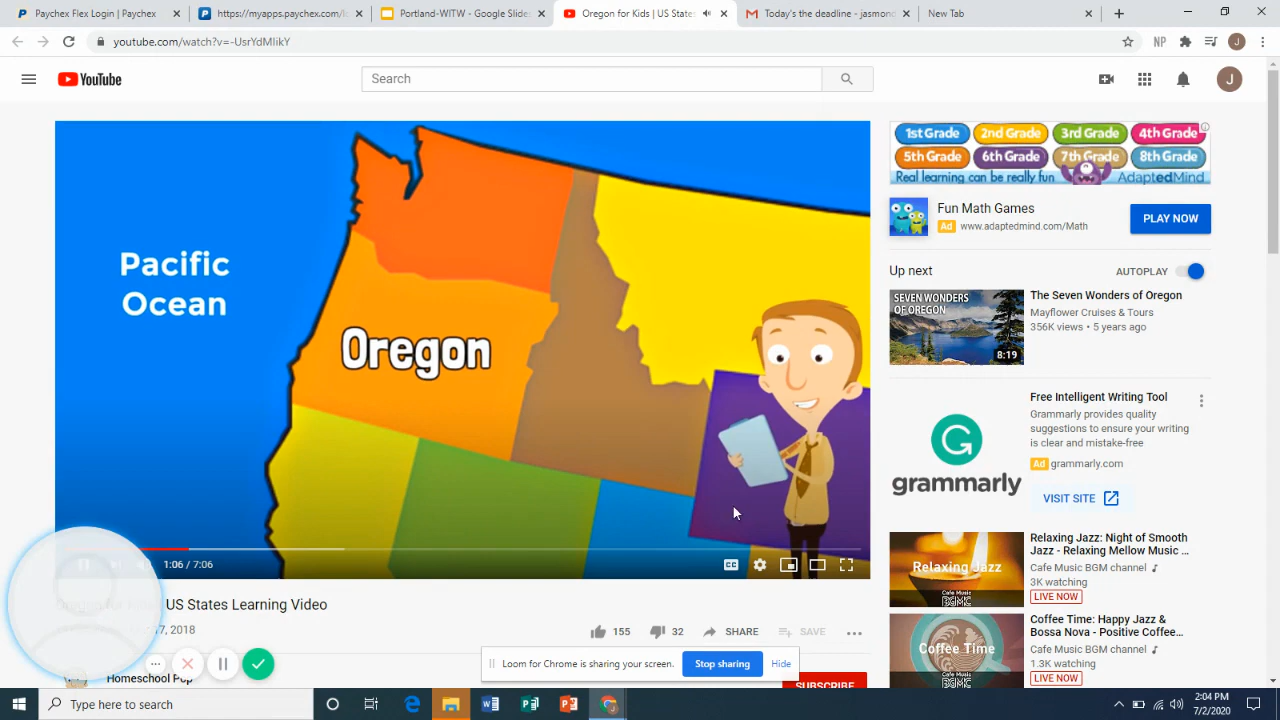 Paychex Flex Login | Paychex
https://myapps.paychex.com/l
Portland-WITW - Google Slides
Oregon for Kids | US States
Today's the deadline - jasmond
New Tab
youtube.com/watch?v=-UsrYdMIikY
NP
J
YouTube
Search
J
Pacific
Ocean
Oregon
1:06 / 7:06
CC
1st Grade
2nd Grade
3rd Grade
4th Grade
5th Grade
6th Grade
7th Grade
8th Grade
Real learning can be really fun
AdaptedMind
Fun Math Games
Ad www.adaptedmind.com/Math
PLAY NOW
Up next
AUTOPLAY
SEVEN WONDERS
OF OREGON
8:19
The Seven Wonders of Oregon
Mayflower Cruises & Tours
356K views • 5 years ago
grammarly
Free Intelligent Writing Tool
Grammarly provides quality
suggestions to ensure your writing
is clear and mistake-free
Ad grammarly.com
VISIT SITE
Relaxing Jazz
BGMC
Relaxing Jazz: Night of Smooth
Jazz - Relaxing Mellow Music ...
Cafe Music BGM channel
3K watching
LIVE NOW
Coffee Time
BGMC
Coffee Time: Happy Jazz &
Bossa Nova - Positive Coffee...
Cafe Music BGM channel
1.3K watching
LIVE NOW
US States Learning Video
7, 2018
155
32
SHARE
SAVE
Homeschool Pop
SUBSCRIBE
Loom for Chrome is sharing your screen.
Stop sharing
Hide
Type here to search
2:04 PM
7/2/2020